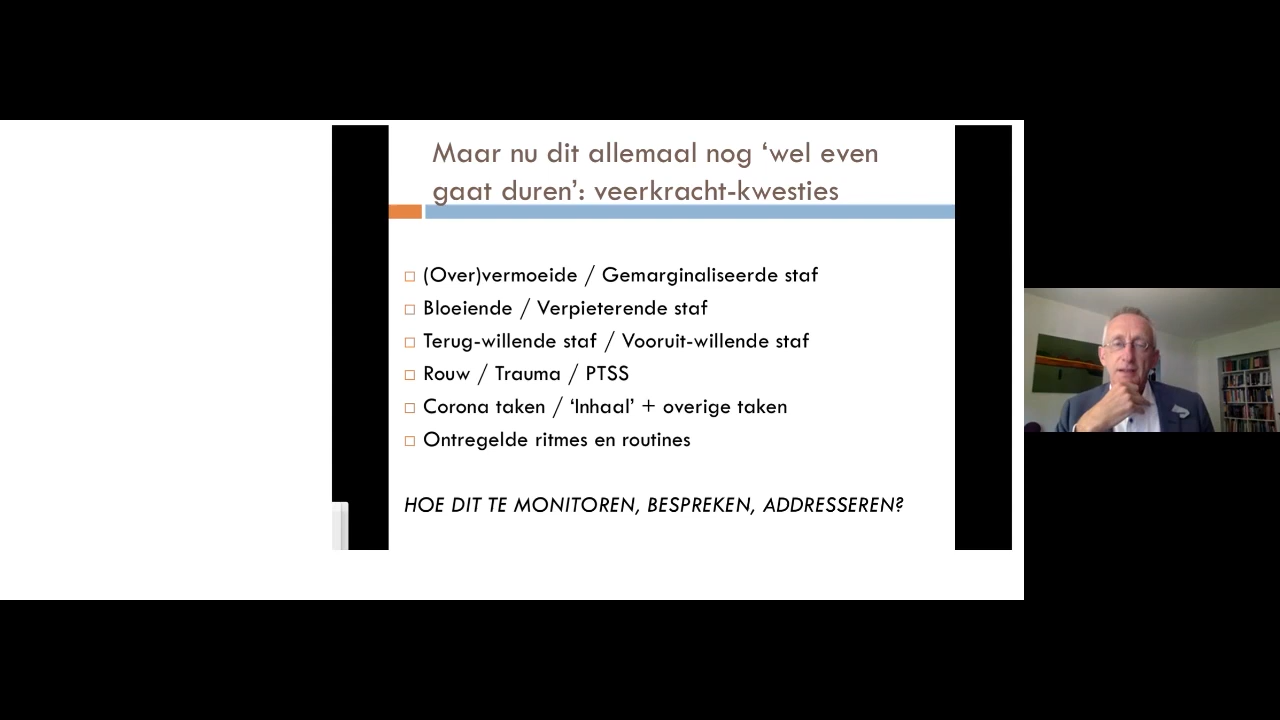 Maar nu dit allemaal nog ‘wel even
gaat duren’: veerkracht-kwesties
(Over)vermoeide / Gemarginaliseerde staf
Bloeiende / Verpieterende staf
Terug-willende staf / Vooruit-willende staf
Rouw / Trauma / PTSS
Corona taken / ‘Inhaal’ + overige taken
Ontregelde ritmes en routines
HOE DIT TE MONITOREN, BESPREKEN, ADDRESSEREN?